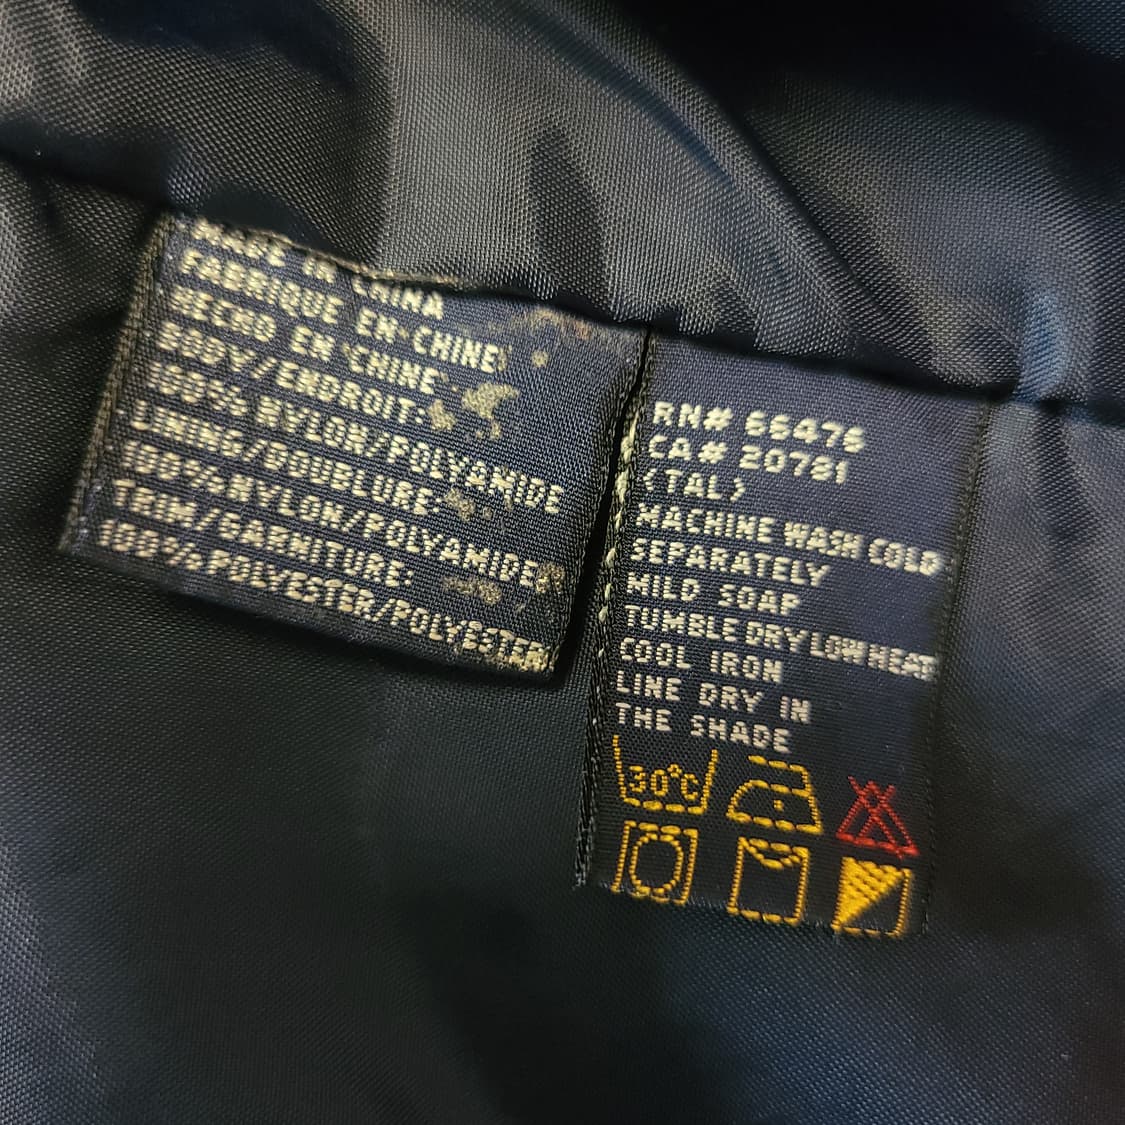 MADE IN CHINA
FABRIQUE EN CHINE
HECHO EN CHINE
BODY/ENDROIT:
100% NYLON/POLYAMIDE
LINING/DOUBLURE:
100% NYLON/POLYAMIDE
TRIM/GARNITURE:
100% POLYESTER/POLYESTER
RN# 66476
CA# 20781
(TAL)
MACHINE WASH COLD
SEPARATELY
MILD SOAP
TUMBLE DRY LOW HEAT
COOL IRON
LINE DRY IN
THE SHADE
30°C